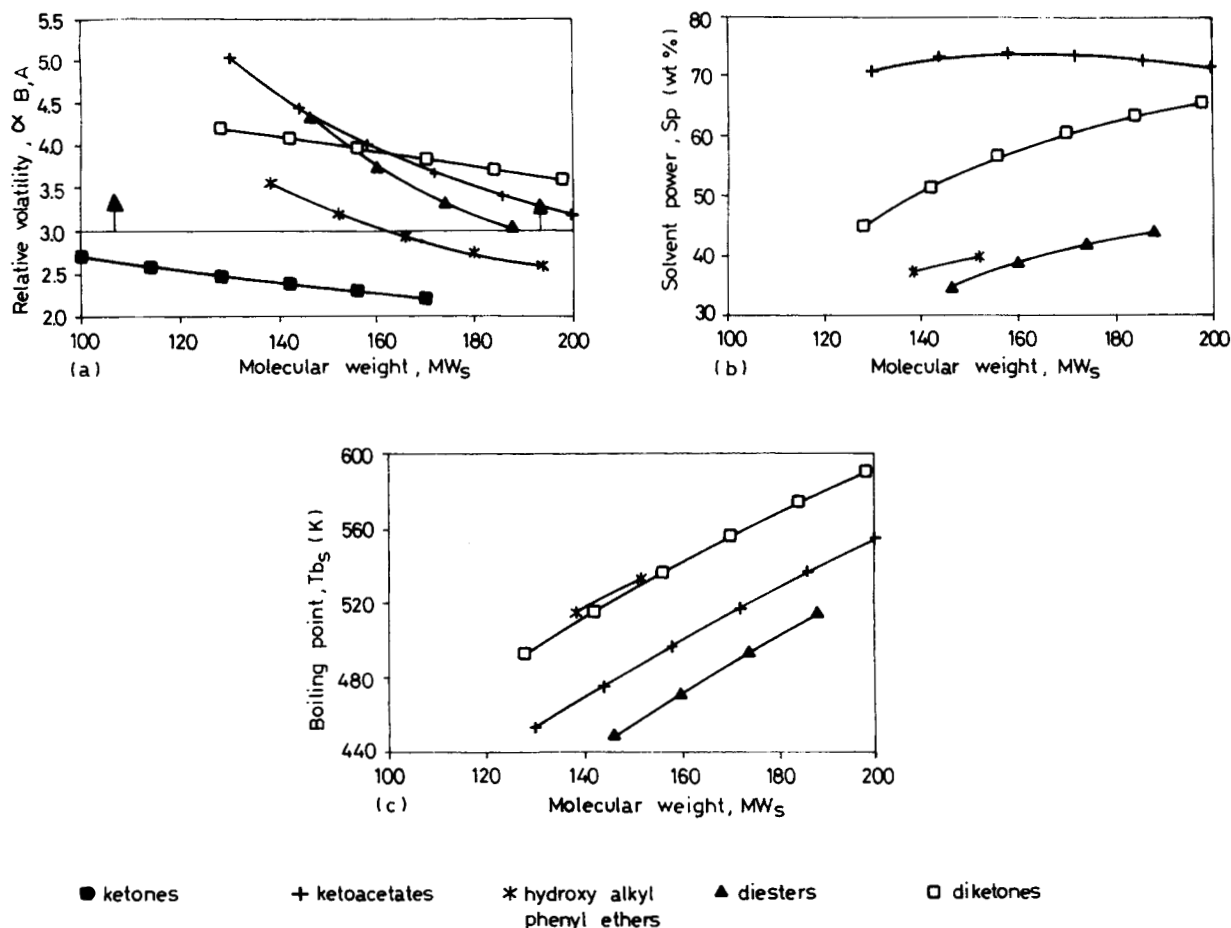 Relative volatility, α B,A
5.5
5.0
4.5
4.0
3.5
3.0
2.5
2.0
100 120 140 160 180 200
Molecular weight, MWS
(a)
Solvent power, Sp (wt %)
80
70
60
50
40
30
100 120 140 160 180 200
Molecular weight, MWS
(b)
Boiling point, TbS (K)
600
560
520
480
440
100 120 140 160 180 200
Molecular weight, MWS
(c)
ketones
ketoacetates
hydroxy alkyl
phenyl ethers
diesters
diketones